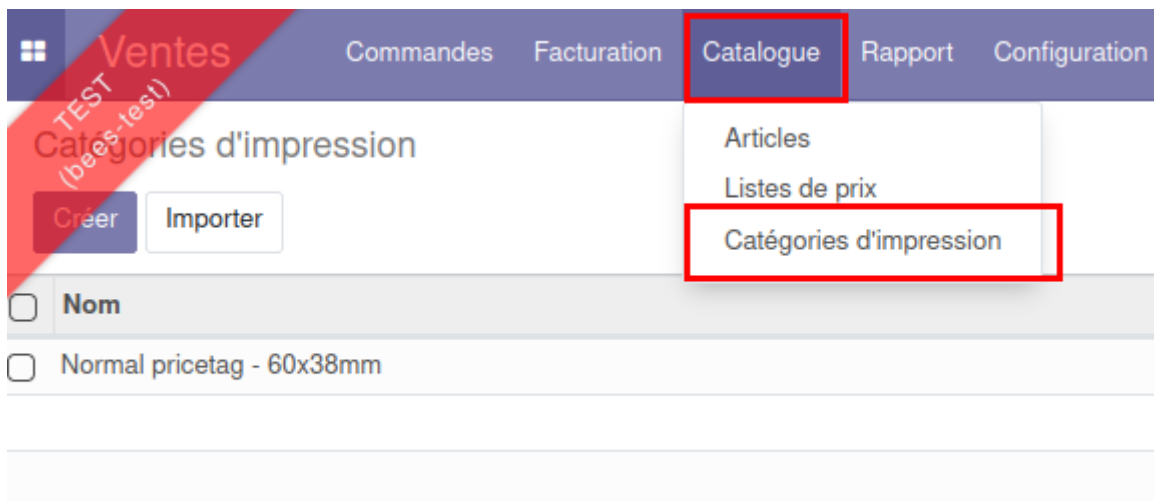 Ventes Commandes Facturation Catalogue Rapport Configuration
TEST
(bees-test)
Catégories d'impression
Articles
Listes de prix
Catégories d'impression
Créer Importer
Nom
Normal pricetag - 60x38mm